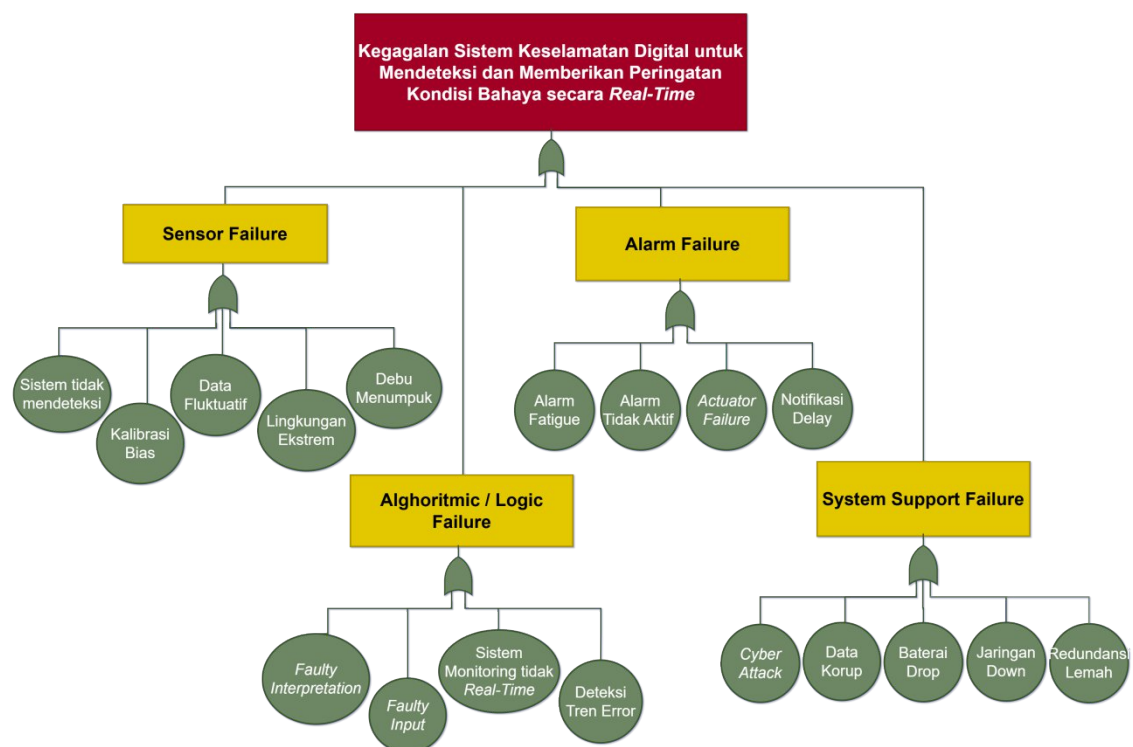 Kegagalan Sistem Keselamatan Digital untuk
Mendeteksi dan Memberikan Peringatan
Kondisi Bahaya secara Real-Time
Sensor Failure
Alarm Failure
Sistem tidak
mendeteksi
Kalibrasi
Bias
Data
Fluktuatif
Lingkungan
Ekstrem
Debu
Menumpuk
Alarm
Fatigue
Alarm
Tidak Aktif
Actuator
Failure
Notifikasi
Delay
Alghoritmic / Logic
Failure
System Support Failure
Faulty
Interpretation
Faulty
Input
Sistem
Monitoring tidak
Real-Time
Deteksi
Tren Error
Cyber
Attack
Data
Korup
Baterai
Drop
Jaringan
Down
Redundansi
Lemah